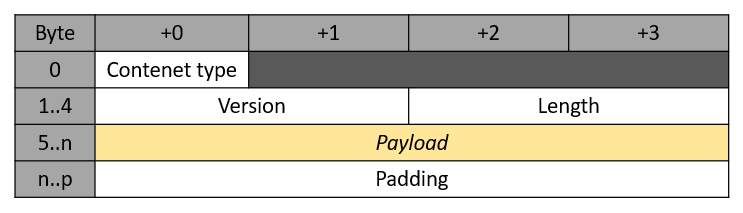 Byte +0 +1 +2 +3
0 Contenet type
1..4 Version Length
5..n Payload
n..p Padding